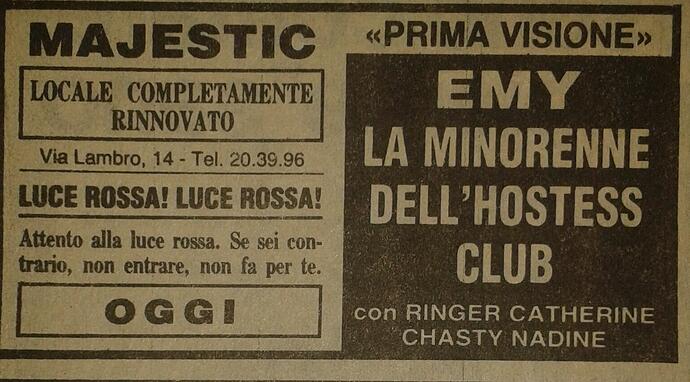 MAJESTIC
LOCALE COMPLETAMENTE
RINNOVATO
Via Lambro, 14 - Tel. 20.39.96
LUCE ROSSA! LUCE ROSSA!
Attento alla luce rossa. Se sei con-
trario, non entrare, non fa per te.
OGGI
«PRIMA VISIONE»
EMY
LA MINORENNE
DELL'HOSTESS
CLUB
con RINGER CATHERINE
CHASTY NADINE